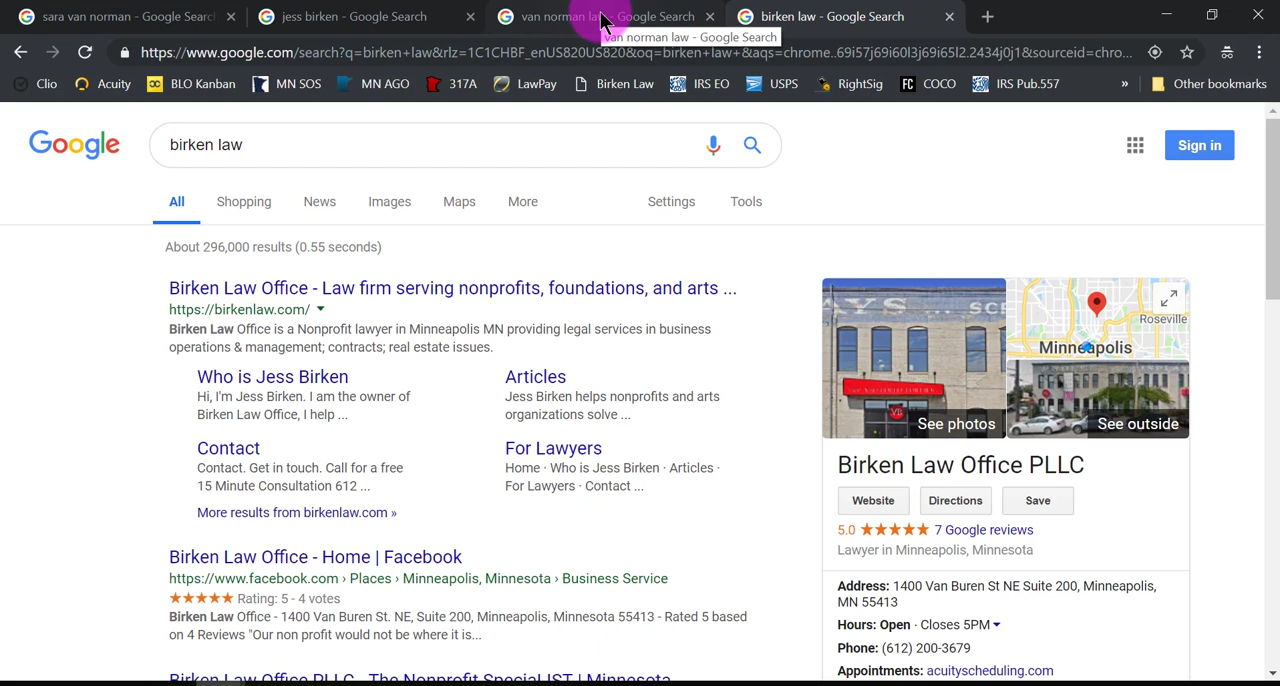 sara van norman - Google Search
jess birken - Google Search
van norman law - Google Search
birken law - Google Search
van norman law - Google Search
https://www.google.com/search?q=birken+law&rlz=1C1CHBF_enUS820US820&oq=birken+law+&aqs=chrome..69i57j69i60l3j69i65l2.2434j0j1&sourceid=chro...
Clio
Acuity
BLO Kanban
MN SOS
MN AGO
317A
LawPay
Birken Law
IRS EO
USPS
RightSig
FC COCO
IRS Pub.557
»
Other bookmarks
Google
birken law
Sign in
All Shopping News Images Maps More Settings Tools
About 296,000 results (0.55 seconds)
Birken Law Office - Law firm serving nonprofits, foundations, and arts ...
https://birkenlaw.com/
Birken Law Office is a Nonprofit lawyer in Minneapolis MN providing legal services in business
operations & management; contracts; real estate issues.
Who is Jess Birken
Hi, I'm Jess Birken. I am the owner of
Birken Law Office, I help ...
Articles
Jess Birken helps nonprofits and arts
organizations solve ...
Contact
Contact. Get in touch. Call for a free
15 Minute Consultation 612 ...
For Lawyers
Home · Who is Jess Birken · Articles ·
For Lawyers · Contact ...
More results from birkenlaw.com »
Birken Law Office - Home | Facebook
https://www.facebook.com › Places › Minneapolis, Minnesota › Business Service
Rating: 5 - 4 votes
Birken Law Office - 1400 Van Buren St. NE, Suite 200, Minneapolis, Minnesota 55413 - Rated 5 based
on 4 Reviews "Our non profit would not be where it is...
Birken Law Office PLLC - The Nonprofit SpeciaLIST | Minnesota
See photos
Roseville
Minneapolis
See outside
Birken Law Office PLLC
Website
Directions
Save
5.0 7 Google reviews
Lawyer in Minneapolis, Minnesota
Address: 1400 Van Buren St NE Suite 200, Minneapolis,
MN 55413
Hours: Open · Closes 5PM
Phone: (612) 200-3679
Appointments: acuityscheduling.com